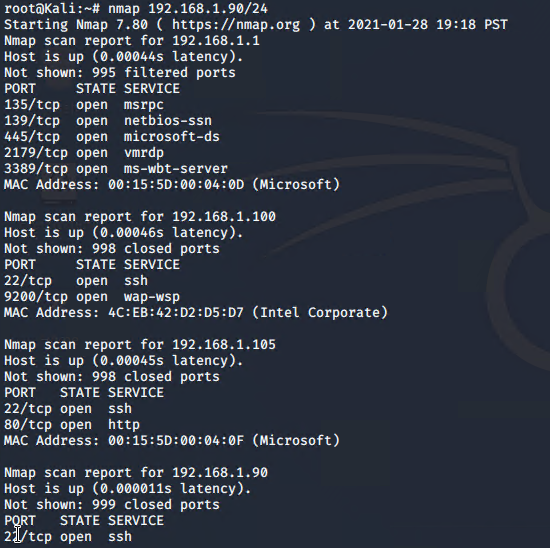 root@Kali:~# nmap 192.168.1.90/24
Starting Nmap 7.80 ( https://nmap.org ) at 2021-01-28 19:18 PST
Nmap scan report for 192.168.1.1
Host is up (0.00044s latency).
Not shown: 995 filtered ports
PORT     STATE SERVICE
135/tcp  open  msrpc
139/tcp  open  netbios-ssn
445/tcp  open  microsoft-ds
2179/tcp open  vmrdp
3389/tcp open  ms-wbt-server
MAC Address: 00:15:5D:00:04:0D (Microsoft)

Nmap scan report for 192.168.1.100
Host is up (0.00046s latency).
Not shown: 998 closed ports
PORT     STATE SERVICE
22/tcp   open  ssh
9200/tcp open  wap-wsp
MAC Address: 4C:EB:42:D2:D5:D7 (Intel Corporate)

Nmap scan report for 192.168.1.105
Host is up (0.00045s latency).
Not shown: 998 closed ports
PORT   STATE SERVICE
22/tcp open  ssh
80/tcp open  http
MAC Address: 00:15:5D:00:04:0F (Microsoft)

Nmap scan report for 192.168.1.90
Host is up (0.000011s latency).
Not shown: 999 closed ports
PORT   STATE SERVICE
22/tcp open  ssh